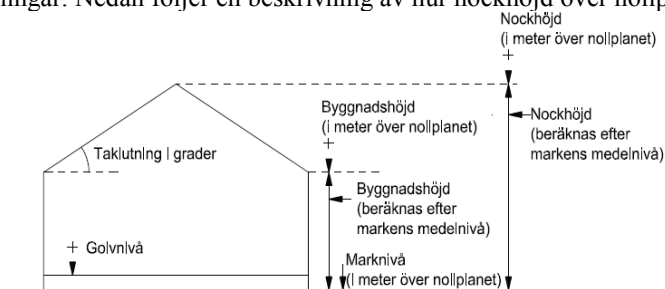 ningar. Nedan följer en beskrivning av hur nockhöjd över nollp
Nockhöjd
(i meter över nollplanet)
+
Byggnadshöjd
(i meter över nollplanet)
+
Nockhöjd
(beräknas efter
markens medelnivå)
Taklutning i grader
Byggnadshöjd
(beräknas efter
markens medelnivå)
+ Golvnivå
Marknivå
(i meter över nollplanet)